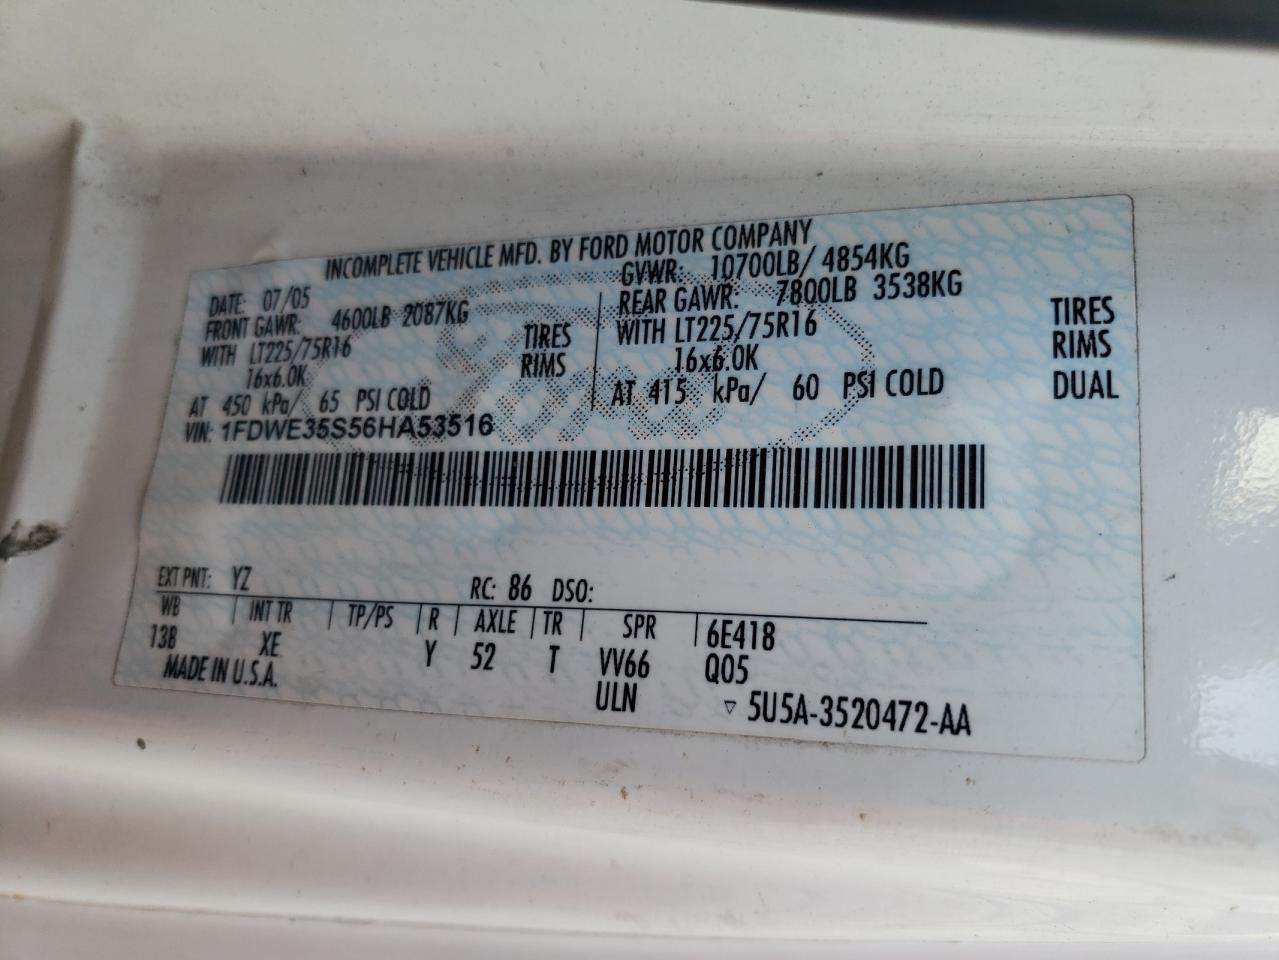 INCOMPLETE VEHICLE MFD. BY FORD MOTOR COMPANY
DATE: 07/05 GVWR: 10700LB/ 4854KG
FRONT GAWR: 4600LB 2087KG REAR GAWR: 7800LB 3538KG
WITH LT225/75R16 TIRES WITH LT225/75R16 TIRES
16x6.0K RIMS 16x6.0K RIMS
AT 450 kPa/ 65 PSI COLD AT 415 kPa/ 60 PSI COLD DUAL
VIN: 1FDWE35S56HA53516
EXT PNT: YZ RC: 86 DSO:
WB | INT TR | TP/PS | R | AXLE | TR | SPR | 6E418
138 XE Y 52 T VV66 Q05
MADE IN U.S.A. ULN ▽ 5U5A-3520472-AA